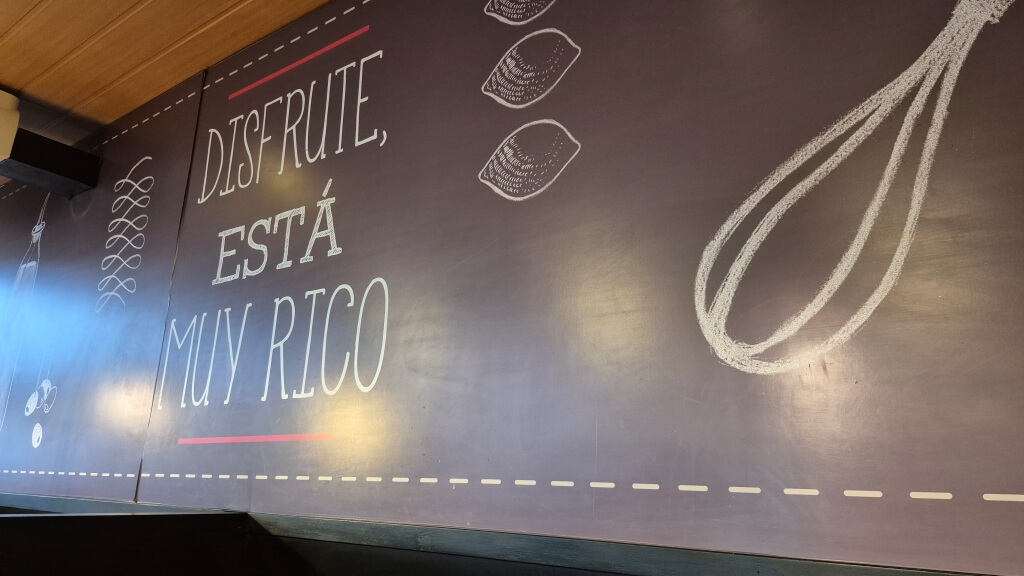 DISFRUTE,
ESTÁ
MUY RICO